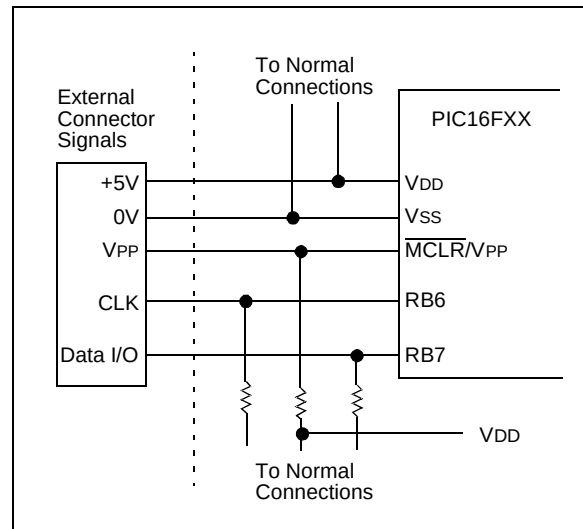 To Normal
Connections
External
Connector
Signals
PIC16FXX
+5V
VDD
0V
VSS
VPP
MCLR/VPP
CLK
RB6
Data I/O
RB7
VDD
To Normal
Connections